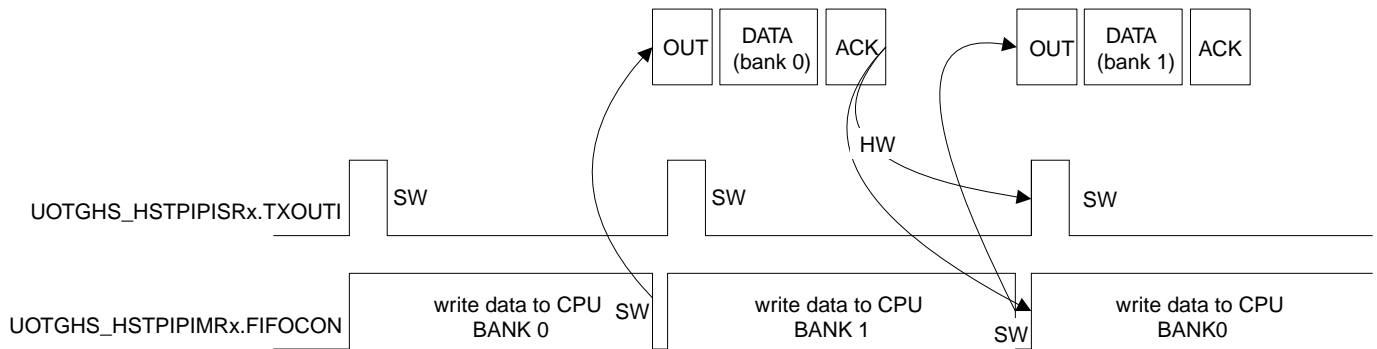 OUT DATA (bank 0) ACK OUT DATA (bank 1) ACK
HW
UOTGHS_HSTPIPISRx.TXOUTI SW SW SW
write data to CPU BANK 0 SW write data to CPU BANK 1 SW write data to CPU BANK0
UOTGHS_HSTPIPIMRx.FIFOCON